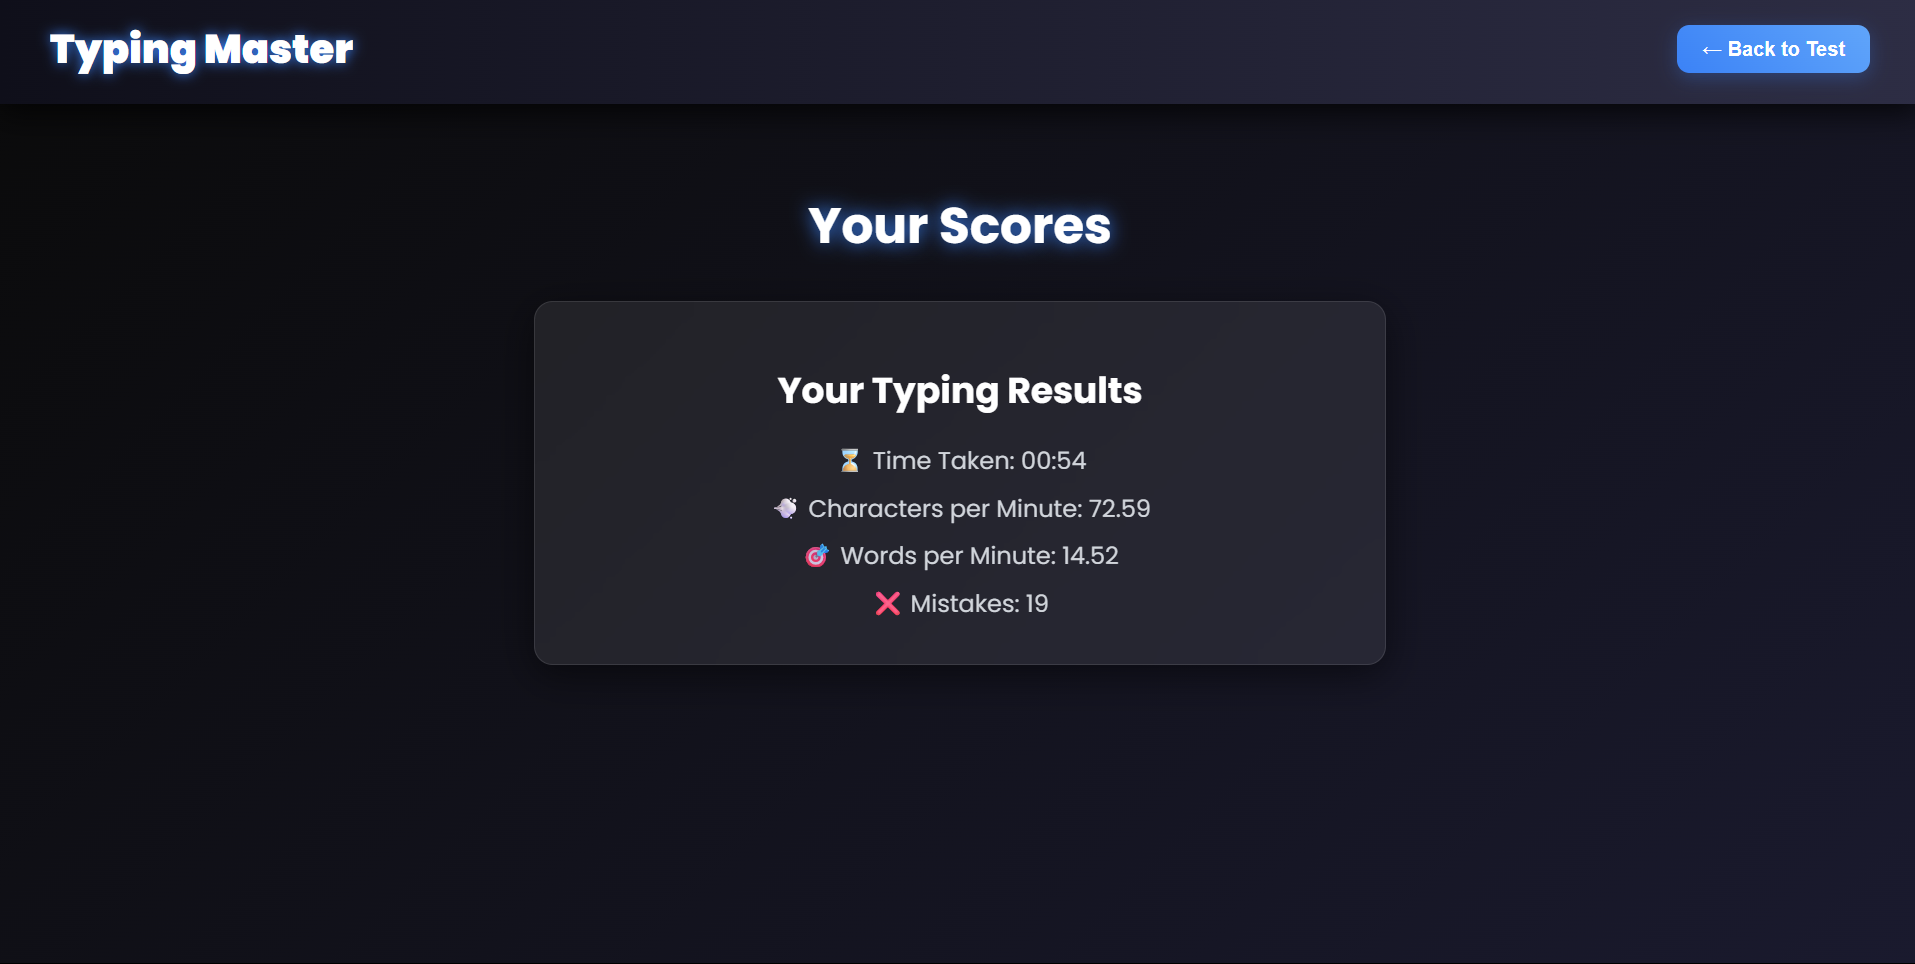 Typing Master
← Back to Test
Your Scores
Your Typing Results
⏳ Time Taken: 00:54
💨 Characters per Minute: 72.59
🎯 Words per Minute: 14.52
❌ Mistakes: 19